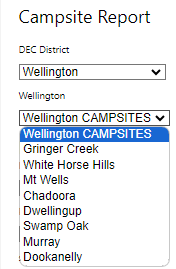 Campsite Report
DEC District
Wellington
Wellington
Wellington CAMPSITES
Wellington CAMPSITES
Gringer Creek
White Horse Hills
Mt Wells
Chadoora
Dwellingup
Swamp Oak
Murray
Dookanelly